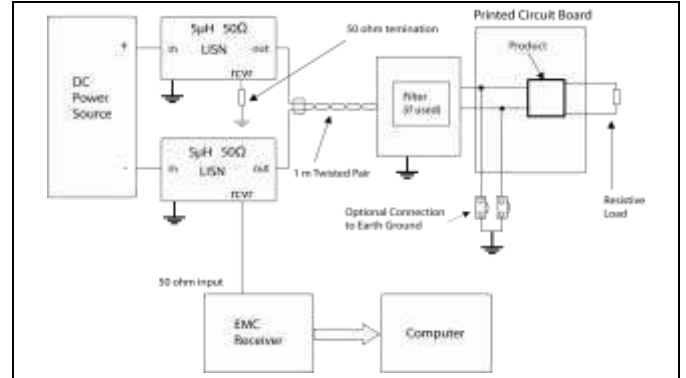 Printed Circuit Board
5µH 50Ω
LISN
in
out
rcvr
50 ohm temination
Product
+
DC
Power
Source
-
Filter
(if used)
5µH 50Ω
LISN
in
out
rcvr
1 m Twisted Pair
Optional Connection
to Earth Ground
Resistive
Load
50 ohm input
EMC
Receiver
Computer